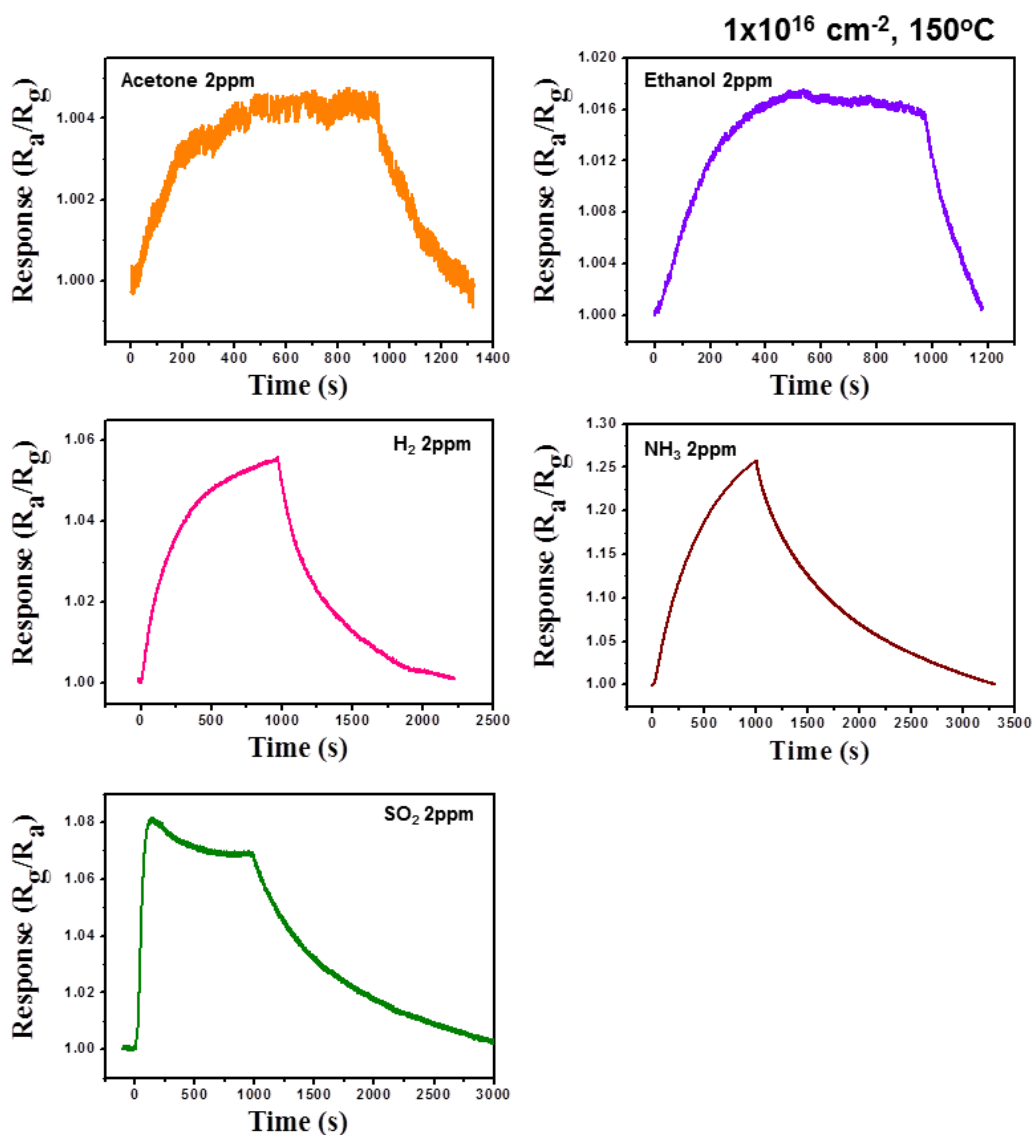 1x10¹⁶ cm⁻², 150°C
Acetone 2ppm
Response (Rₐ/R_g)
1.004
1.002
1.000
0 200 400 600 800 1000 1200 1400
Time (s)
Ethanol 2ppm
Response (Rₐ/R_g)
1.020
1.016
1.012
1.008
1.004
1.000
0 200 400 600 800 1000 1200
Time (s)
H₂ 2ppm
Response (Rₐ/R_g)
1.06
1.04
1.02
1.00
0 500 1000 1500 2000 2500
Time (s)
NH₃ 2ppm
Response (Rₐ/R_g)
1.30
1.25
1.20
1.15
1.10
1.05
1.00
0 500 1000 1500 2000 2500 3000 3500
Time (s)
SO₂ 2ppm
Response (R_g/Rₐ)
1.08
1.06
1.04
1.02
1.00
0 500 1000 1500 2000 2500 3000
Time (s)